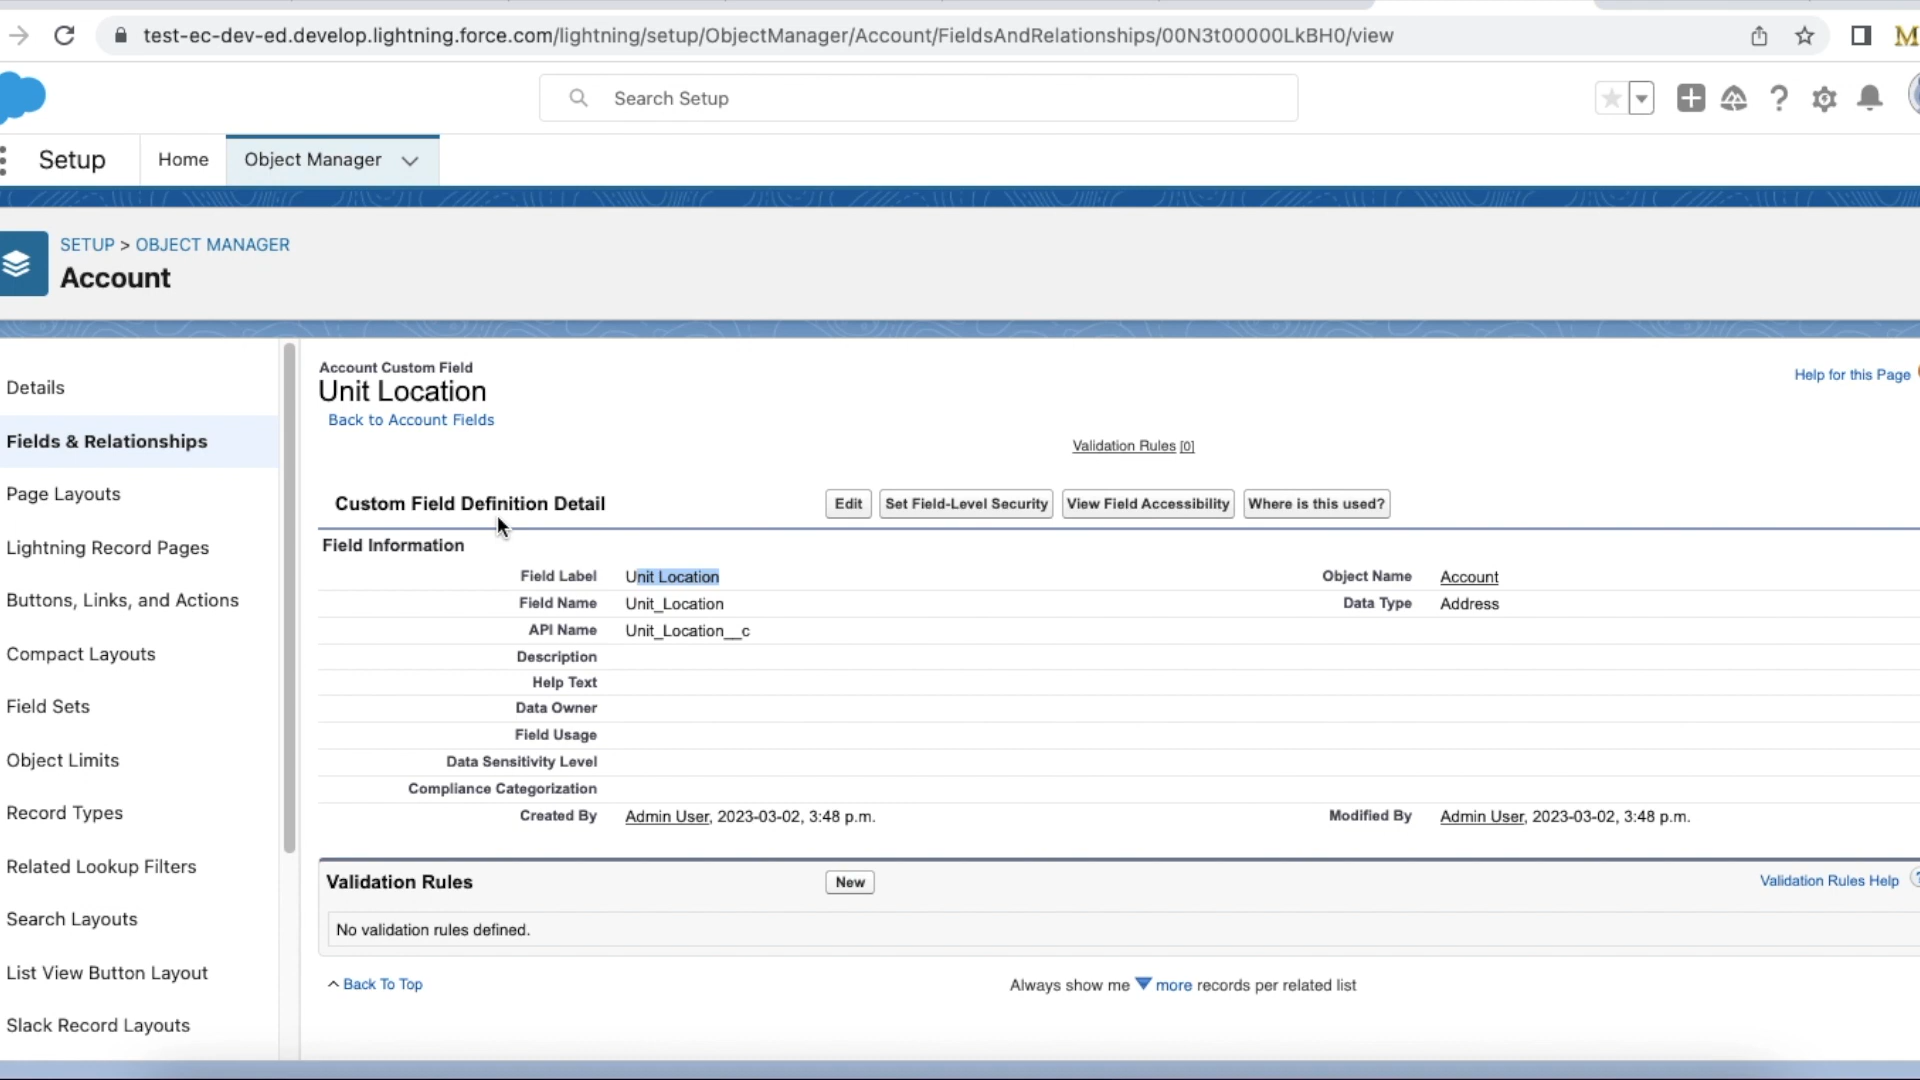 test-ec-dev-ed.develop.lightning.force.com/lightning/setup/ObjectManager/Account/FieldsAndRelationships/00N3t00000LkBH0/view
M
Search Setup
Setup
Home
Object Manager
SETUP > OBJECT MANAGER
Account
Details
Fields & Relationships
Page Layouts
Lightning Record Pages
Buttons, Links, and Actions
Compact Layouts
Field Sets
Object Limits
Record Types
Related Lookup Filters
Search Layouts
List View Button Layout
Slack Record Layouts
Account Custom Field
Unit Location
Back to Account Fields
Help for this Page
Validation Rules [0]
Custom Field Definition Detail
Edit
Set Field-Level Security
View Field Accessibility
Where is this used?
Field Information
Field Label Unit Location Object Name Account
Field Name Unit_Location Data Type Address
API Name Unit_Location__c
Description
Help Text
Data Owner
Field Usage
Data Sensitivity Level
Compliance Categorization
Created By Admin User, 2023-03-02, 3:48 p.m. Modified By Admin User, 2023-03-02, 3:48 p.m.
Validation Rules New Validation Rules Help ?
No validation rules defined.
^ Back To Top
Always show me ▼ more records per related list